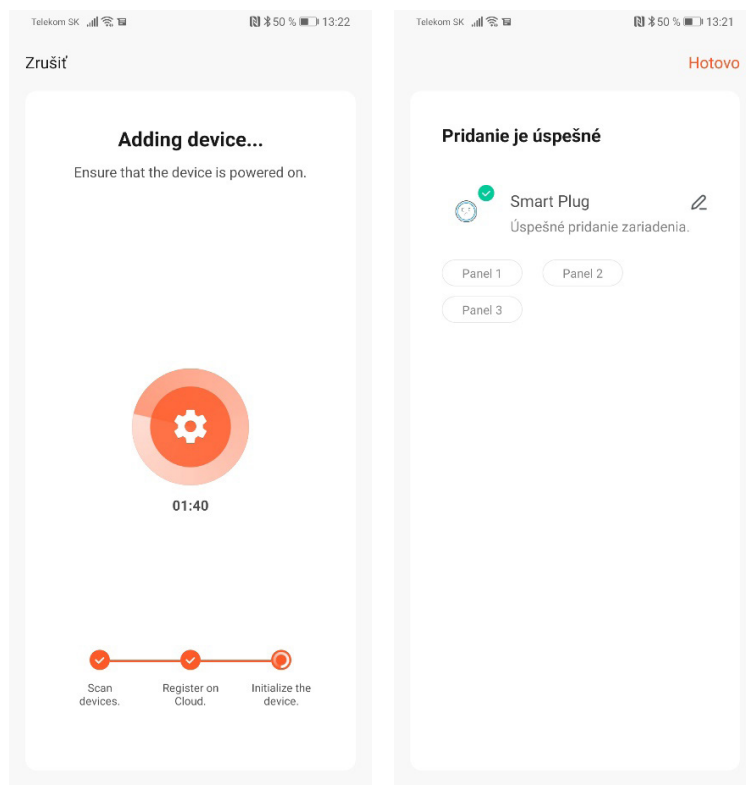 Telekom SK
50 %
13:22
Zrušiť
Adding device...
Ensure that the device is powered on.
01:40
Scan
devices.
Register on
Cloud.
Initialize the
device.
Telekom SK
50 %
13:21
Hotovo
Pridanie je úspešné
Smart Plug
Úspešné pridanie zariadenia.
Panel 1
Panel 2
Panel 3